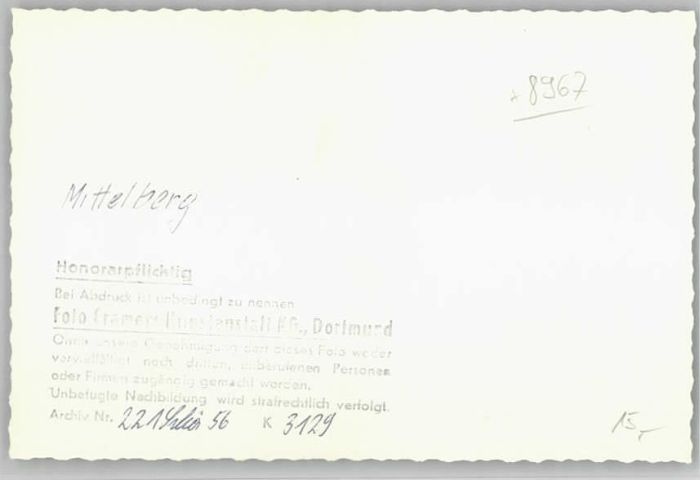 8967
Mittelberg
Honorarpflichtig
Bei Abdruck ist unbedingt zu nennen
Foto Cramers Kunstanstalt KG., Dortmund
Ohne unsere Genehmigung darf dieses Foto weder
vervielfältigt noch dritten, unberufenen Personen
oder Firmen zugängig gemacht werden.
Unbefugte Nachbildung wird strafrechtlich verfolgt.
Archiv Nr. 221 56 K 3129
15,-